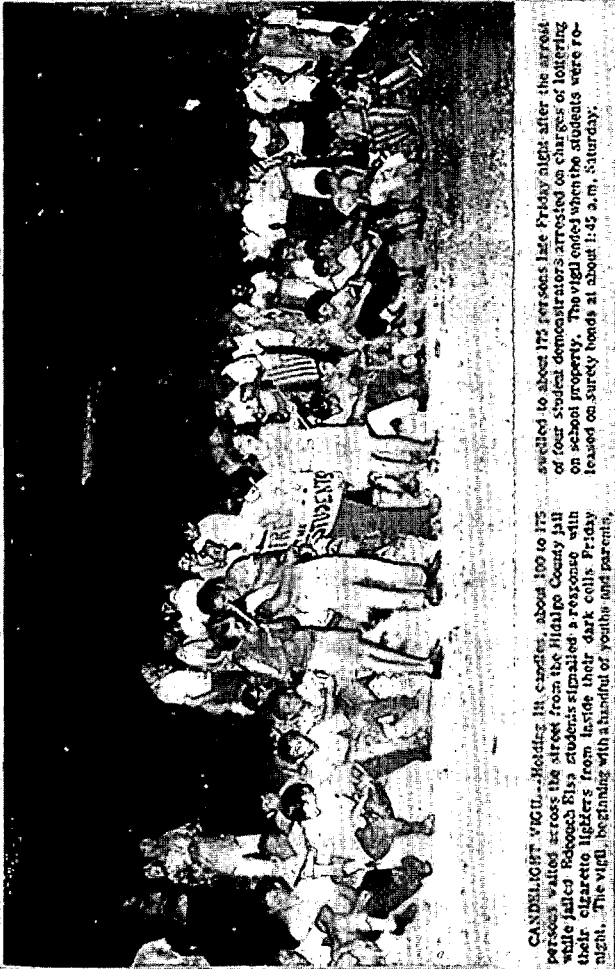 CANDLELIGHT VIGIL--Holding lit candles, about 100 to 175
persons waited across the street from the Hidalgo County jail
while jailed Edcouch Elsa students signalled a response with
their cigarette lighters from inside their dark cells Friday
night. The vigil, beginning with a handful of youths and parents,
swelled to about 175 persons late Friday night after the arrest
of four student demonstrators arrested on charges of loitering
on school property. The vigil ended when the students were re-
leased on surety bonds at about 1:45 a.m. Saturday.
STUDENTS